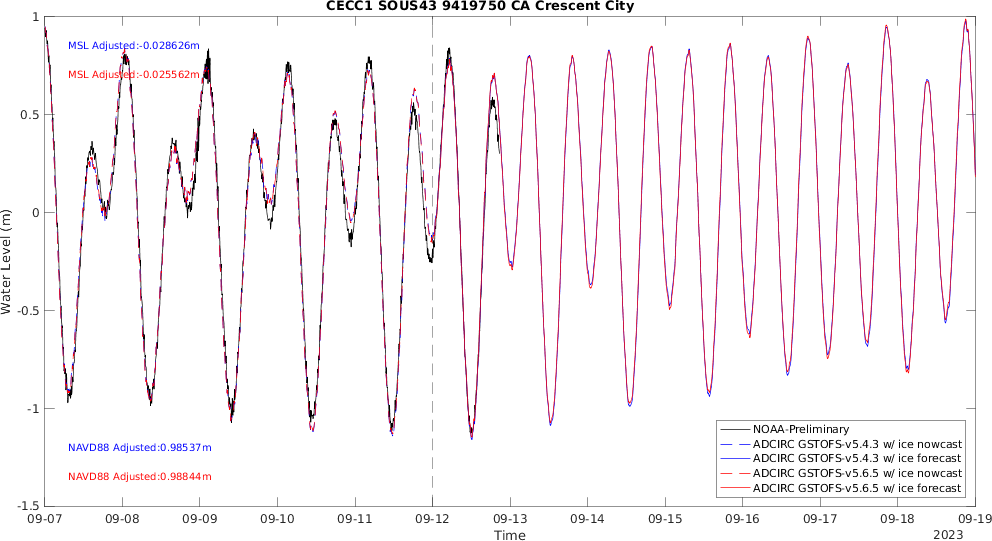 CECC1 SOUS43 9419750 CA Crescent City
1
0.5
0
-0.5
-1
-1.5
Water Level (m)
MSL Adjusted:-0.028626m
MSL Adjusted:-0.025562m
NAVD88 Adjusted:0.98537m
NAVD88 Adjusted:0.98844m
NOAA-Preliminary
ADCIRC GSTOFS-v5.4.3 w/ ice nowcast
ADCIRC GSTOFS-v5.4.3 w/ ice forecast
ADCIRC GSTOFS-v5.6.5 w/ ice nowcast
ADCIRC GSTOFS-v5.6.5 w/ ice forecast
09-07 09-08 09-09 09-10 09-11 09-12 09-13 09-14 09-15 09-16 09-17 09-18 09-19
Time
2023